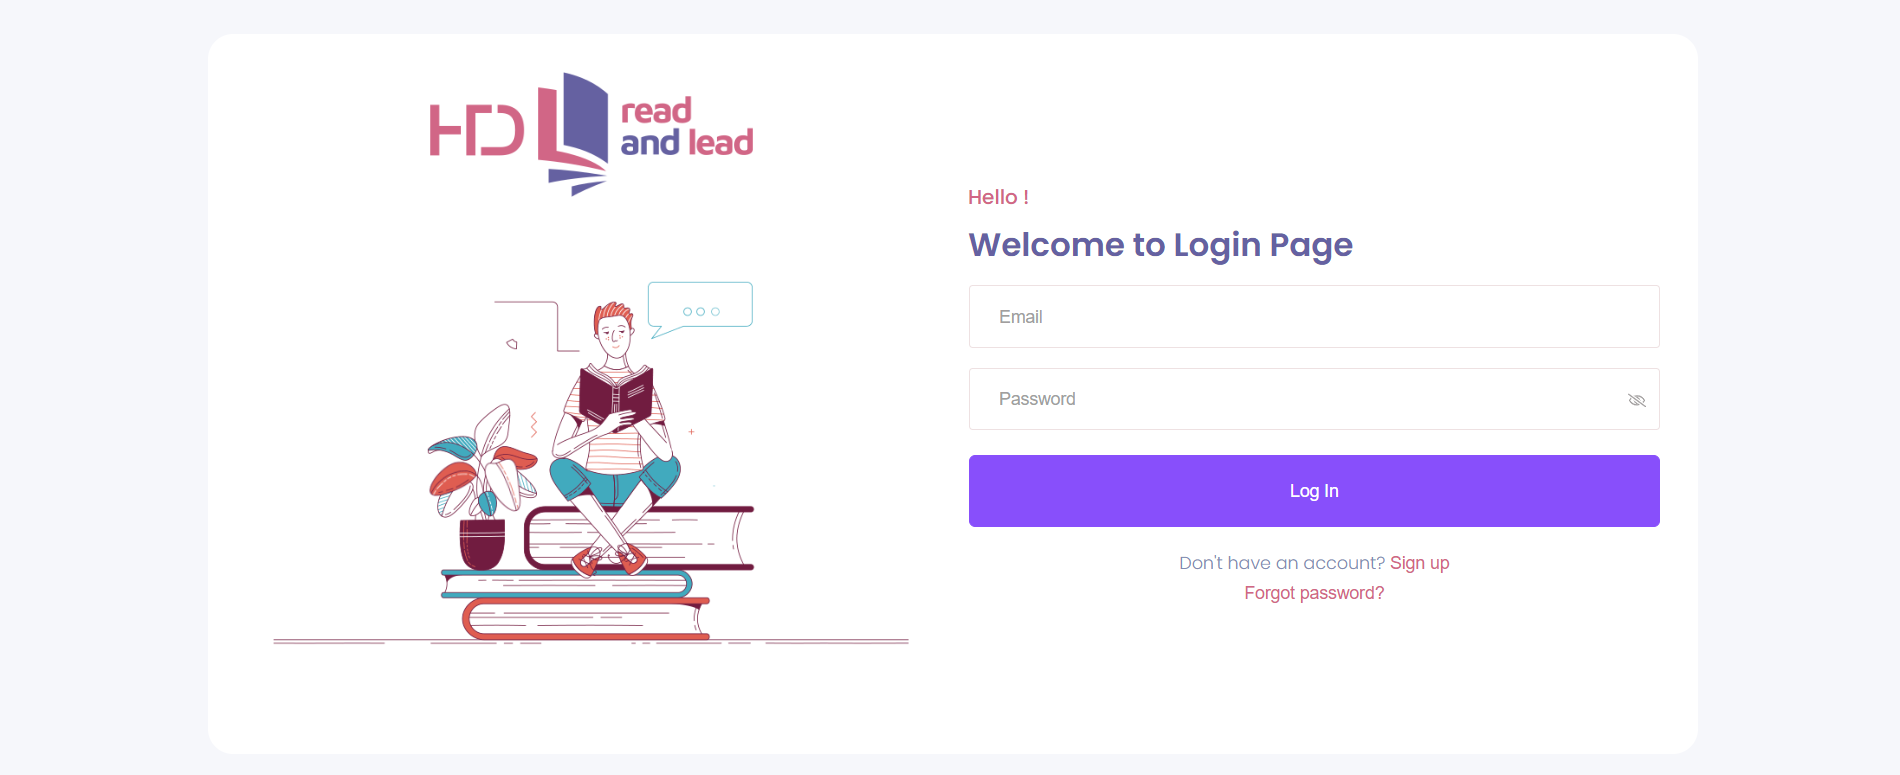 HD
read
and lead
Hello !
Welcome to Login Page
Email
Password
Log In
Don't have an account? Sign up
Forgot password?